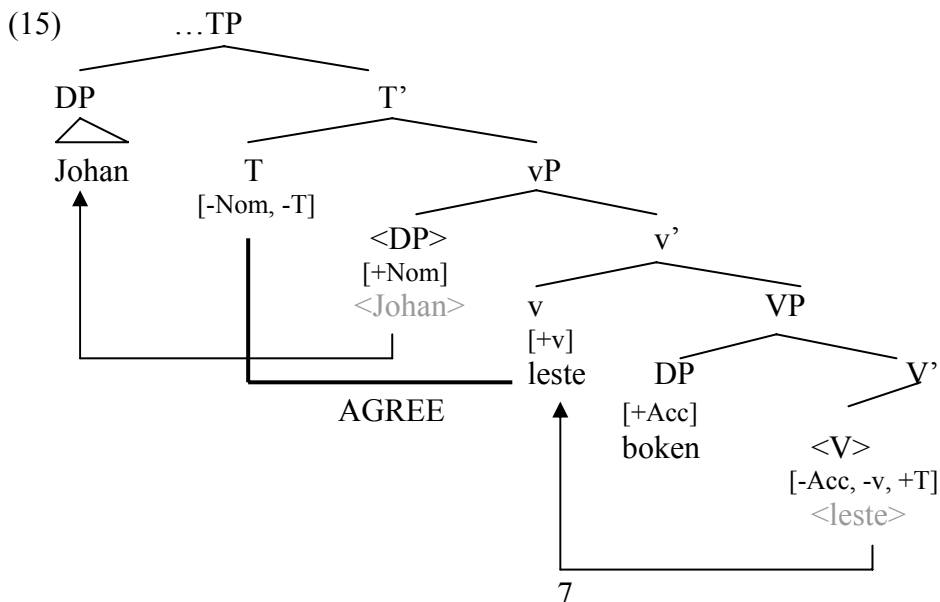 (15) …TP
DP T’
Johan T vP
[-Nom, -T]
<DP> v’
[+Nom]
<Johan> v VP
[+v]
leste DP V’
AGREE [+Acc]
boken <V>
[-Acc, -v, +T]
<leste>
7